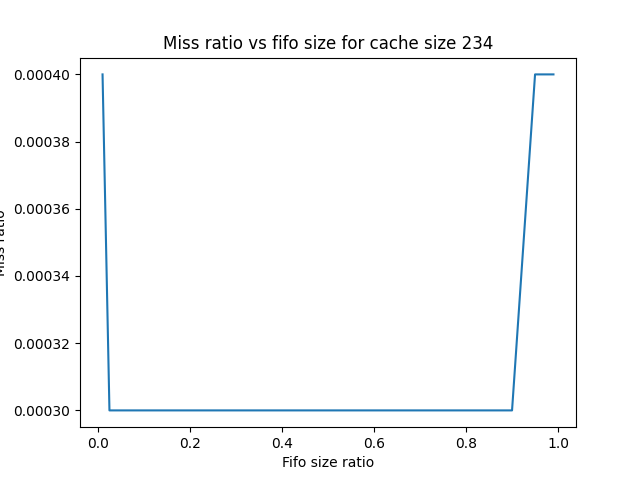 Miss ratio vs fifo size for cache size 234
0.00040
0.00038
0.00036
0.00034
0.00032
0.00030
Miss ratio
0.0 0.2 0.4 0.6 0.8 1.0
Fifo size ratio